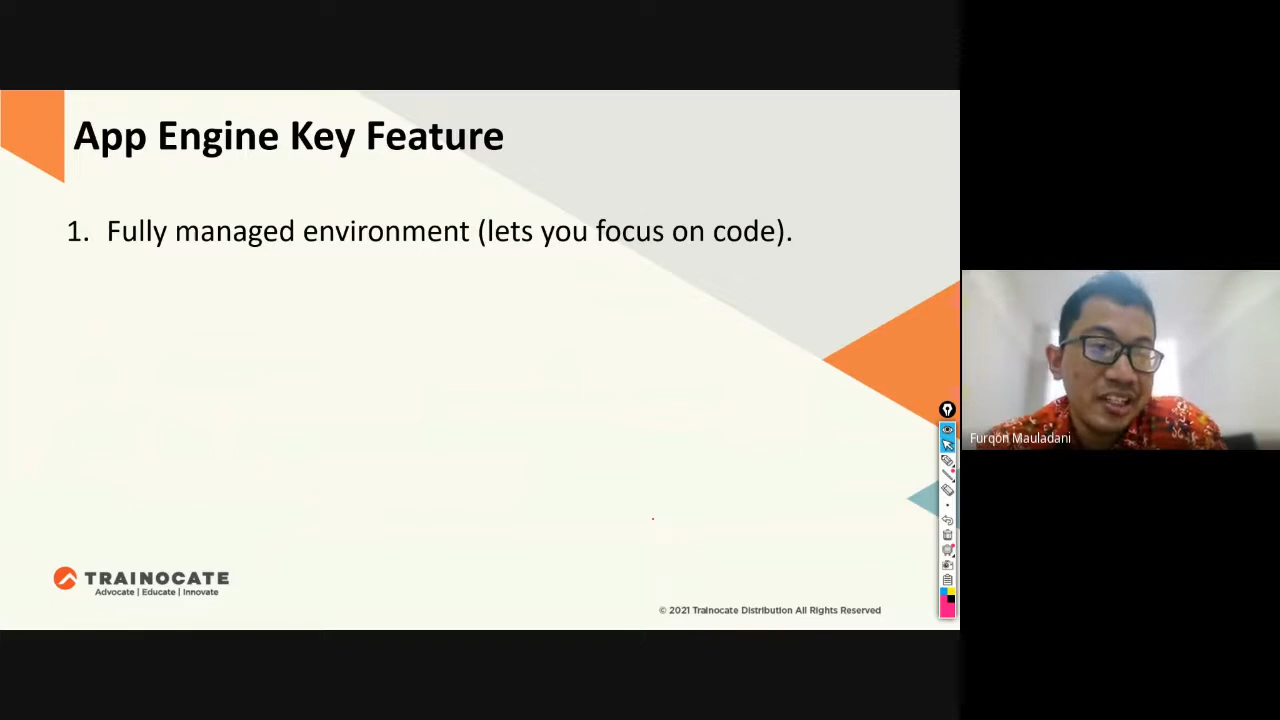 App Engine Key Feature
1. Fully managed environment (lets you focus on code).
Furqon Mauladani
TRAINOCATE
Advocate | Educate | Innovate
© 2021 Trainocate Distribution All Rights Reserved